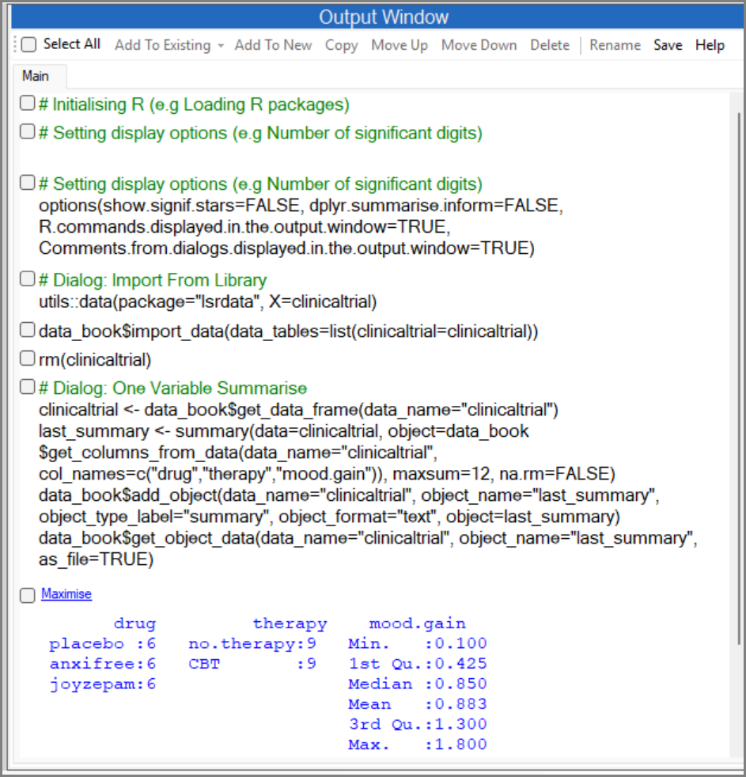 Output Window
Select All Add To Existing Add To New Copy Move Up Move Down Delete Rename Save Help
Main
# Initialising R (e.g Loading R packages)
# Setting display options (e.g Number of significant digits)
# Setting display options (e.g Number of significant digits)
options(show.signif.stars=FALSE, dplyr.summarise.inform=FALSE,
R.commands.displayed.in.the.output.window=TRUE,
Comments.from.dialogs.displayed.in.the.output.window=TRUE)
# Dialog: Import From Library
utils::data(package="lsrdata", X=clinicaltrial)
data_book$import_data(data_tables=list(clinicaltrial=clinicaltrial))
rm(clinicaltrial)
# Dialog: One Variable Summarise
clinicaltrial <- data_book$get_data_frame(data_name="clinicaltrial")
last_summary <- summary(data=clinicaltrial, object=data_book
$get_columns_from_data(data_name="clinicaltrial",
col_names=c("drug","therapy","mood.gain")), maxsum=12, na.rm=FALSE)
data_book$add_object(data_name="clinicaltrial", object_name="last_summary",
object_type_label="summary", object_format="text", object=last_summary)
data_book$get_object_data(data_name="clinicaltrial", object_name="last_summary",
as_file=TRUE)
Maximise
drug therapy mood.gain
placebo :6 no.therapy:9 Min. :0.100
anxifree:6 CBT :9 1st Qu.:0.425
joyzepam:6 Median :0.850
Mean :0.883
3rd Qu.:1.300
Max. :1.800